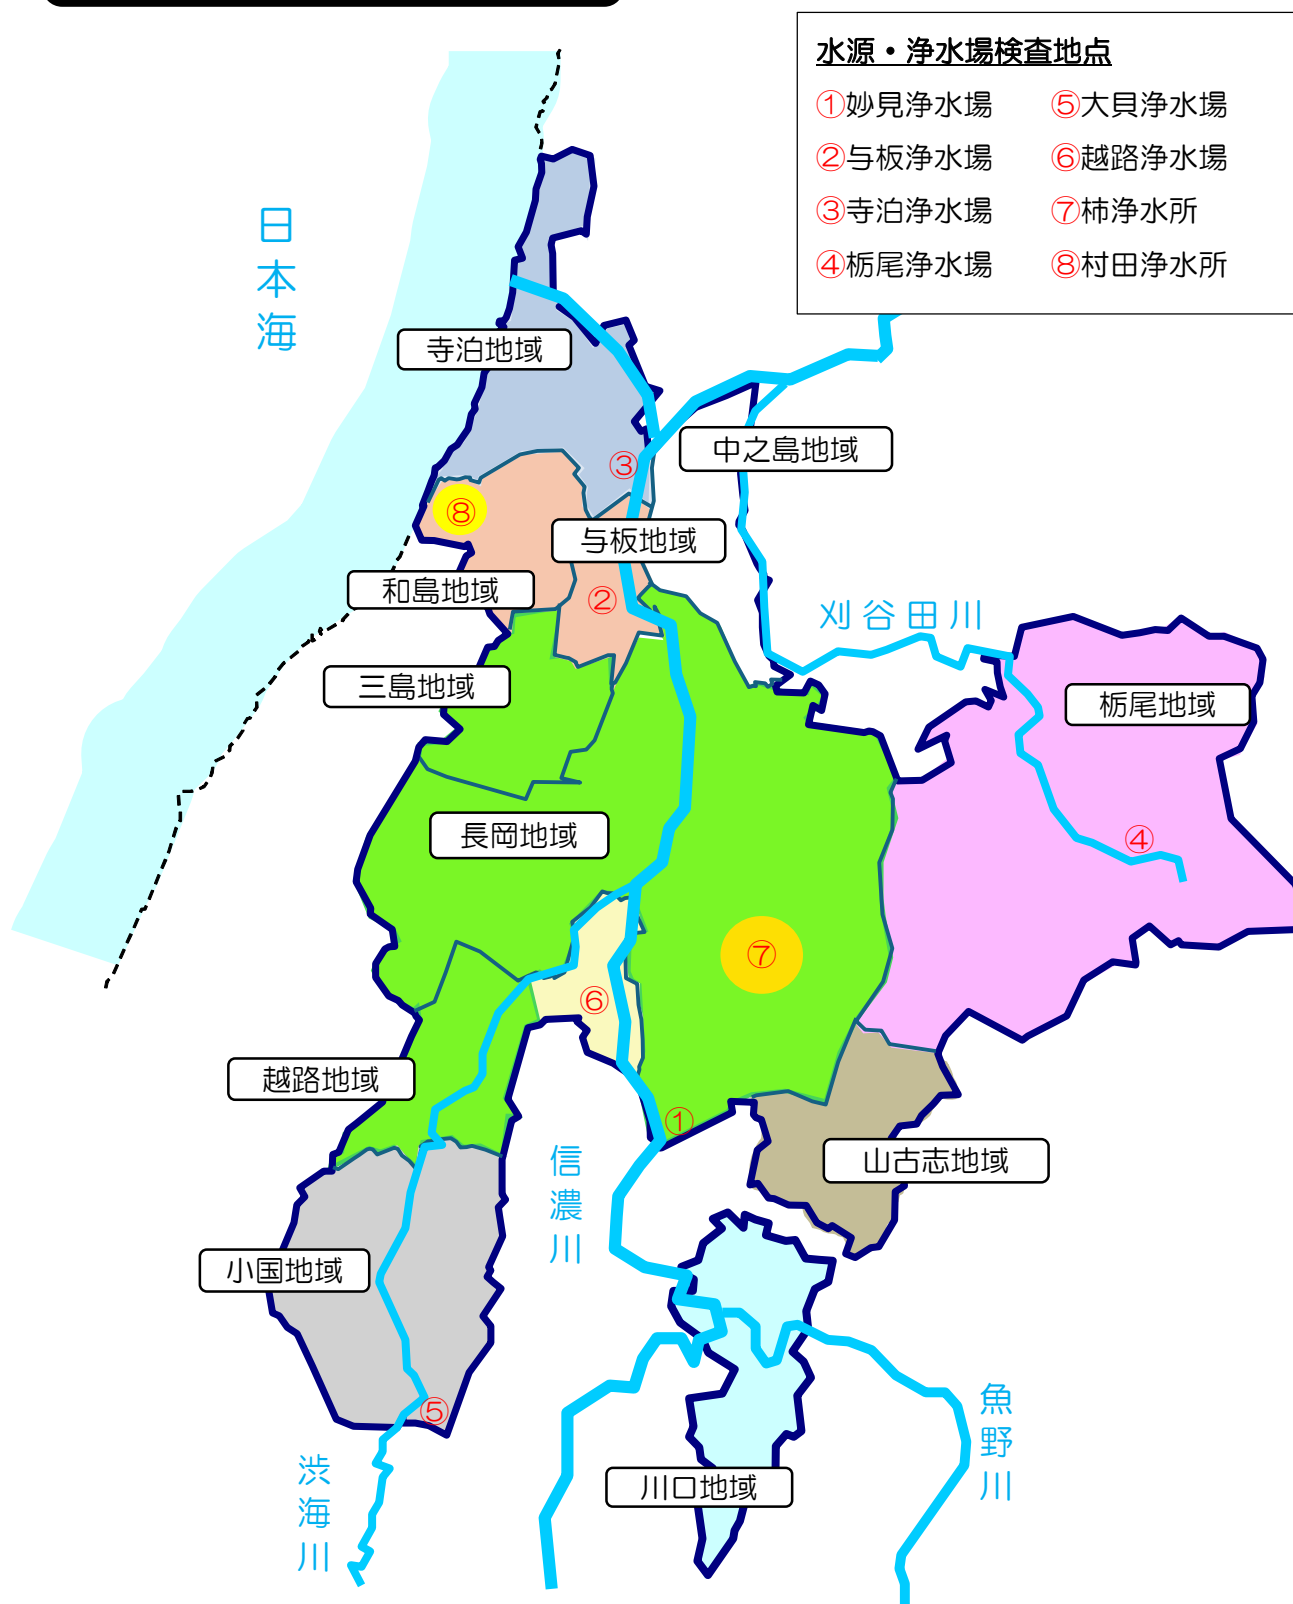 水源・浄水場検査地点
①妙見浄水場 ⑤大貝浄水場
②与板浄水場 ⑥越路浄水場
③寺泊浄水場 ⑦柿浄水所
④栃尾浄水場 ⑧村田浄水所
日本海
寺泊地域
中之島地域
③
⑧
与板地域
和島地域
②
刈谷田川
三島地域
栃尾地域
長岡地域
④
⑦
⑥
越路地域
①
山古志地域
信濃川
小国地域
⑤
魚野川
渋海川
川口地域